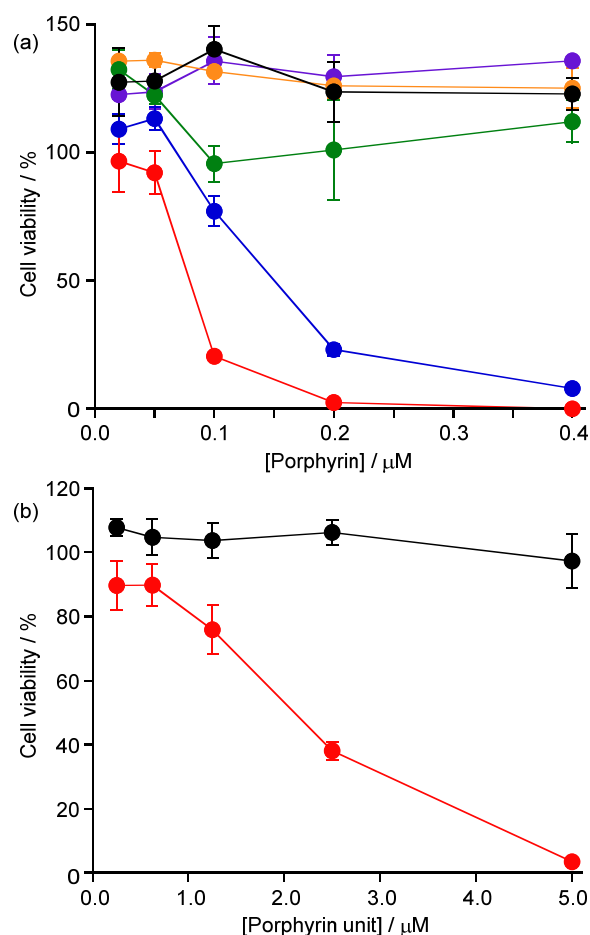 (a)
150
100
50
0
Cell viability / %
0.0 0.1 0.2 0.3 0.4
[Porphyrin] / μM
(b)
120
100
80
60
40
20
0
Cell viability / %
0.0 1.0 2.0 3.0 4.0 5.0
[Porphyrin unit] / μM